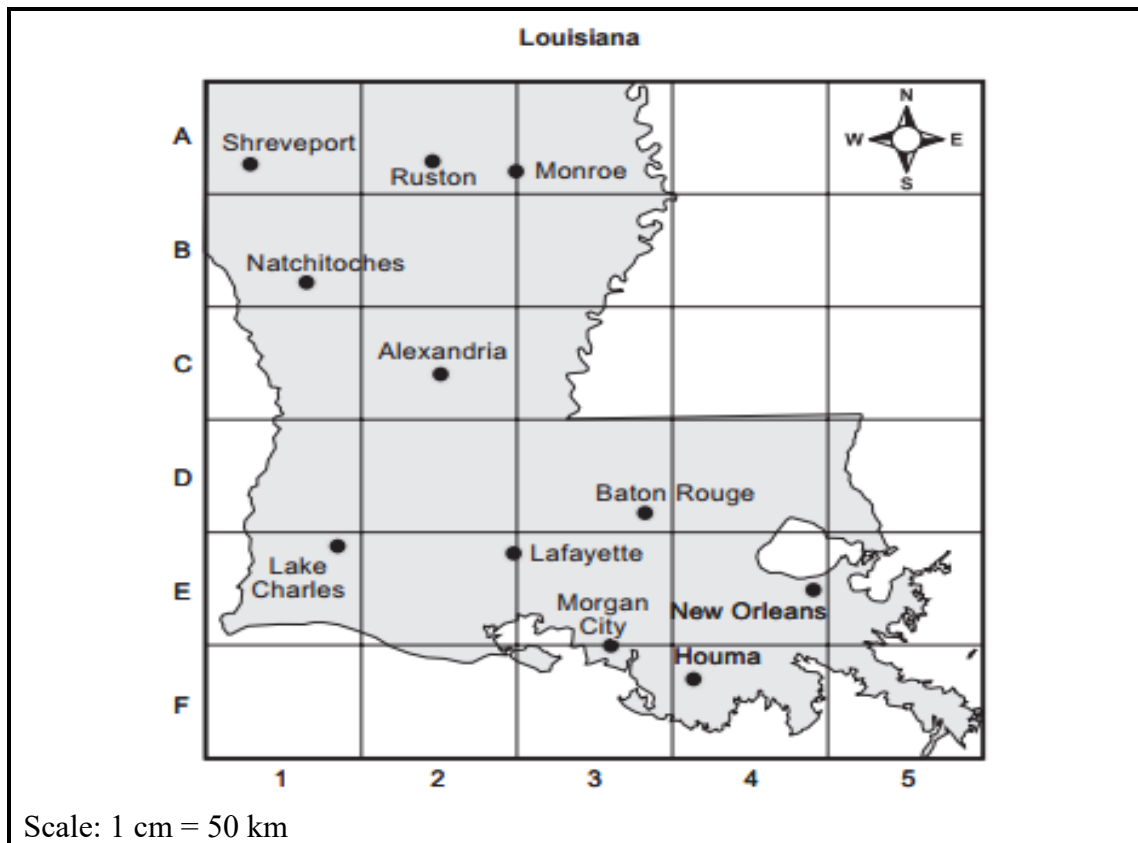 Louisiana
N
W E
S
A
Shreveport
Ruston
Monroe
B
Natchitoches
C
Alexandria
D
Baton Rouge
E
Lake
Charles
Lafayette
Morgan
City
New Orleans
F
Houma
1 2 3 4 5
Scale: 1 cm = 50 km